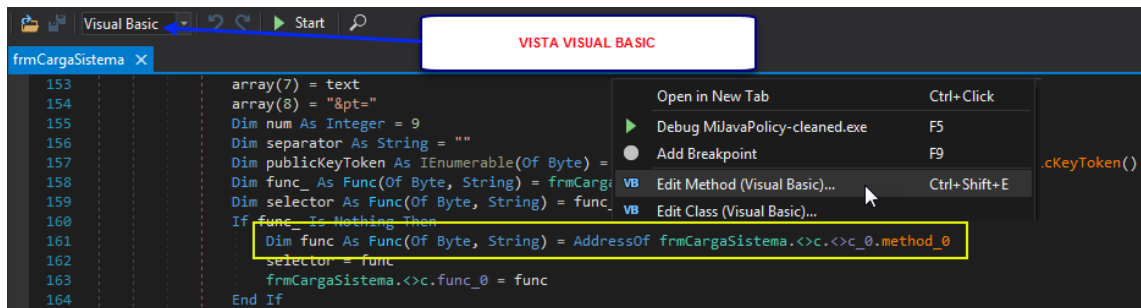 Visual Basic
Start
VISTA VISUAL BASIC
frmCargaSistema
153 array(7) = text
154 array(8) = "&pt="
155 Dim num As Integer = 9
156 Dim separator As String = ""
157 Dim publicKeyToken As IEnumerable(Of Byte) = .cKeyToken()
158 Dim func_ As Func(Of Byte, String) = frmCarga
159 Dim selector As Func(Of Byte, String) = func_
160 If func_ Is Nothing Then
161 Dim func As Func(Of Byte, String) = AddressOf frmCargaSistema.<>c.<>c_0.method_0
162 selector = func
163 frmCargaSistema.<>c.func_0 = func
164 End If
Open in New Tab Ctrl+Click
Debug MiJavaPolicy-cleaned.exe F5
Add Breakpoint F9
VB Edit Method (Visual Basic)... Ctrl+Shift+E
VB Edit Class (Visual Basic)...